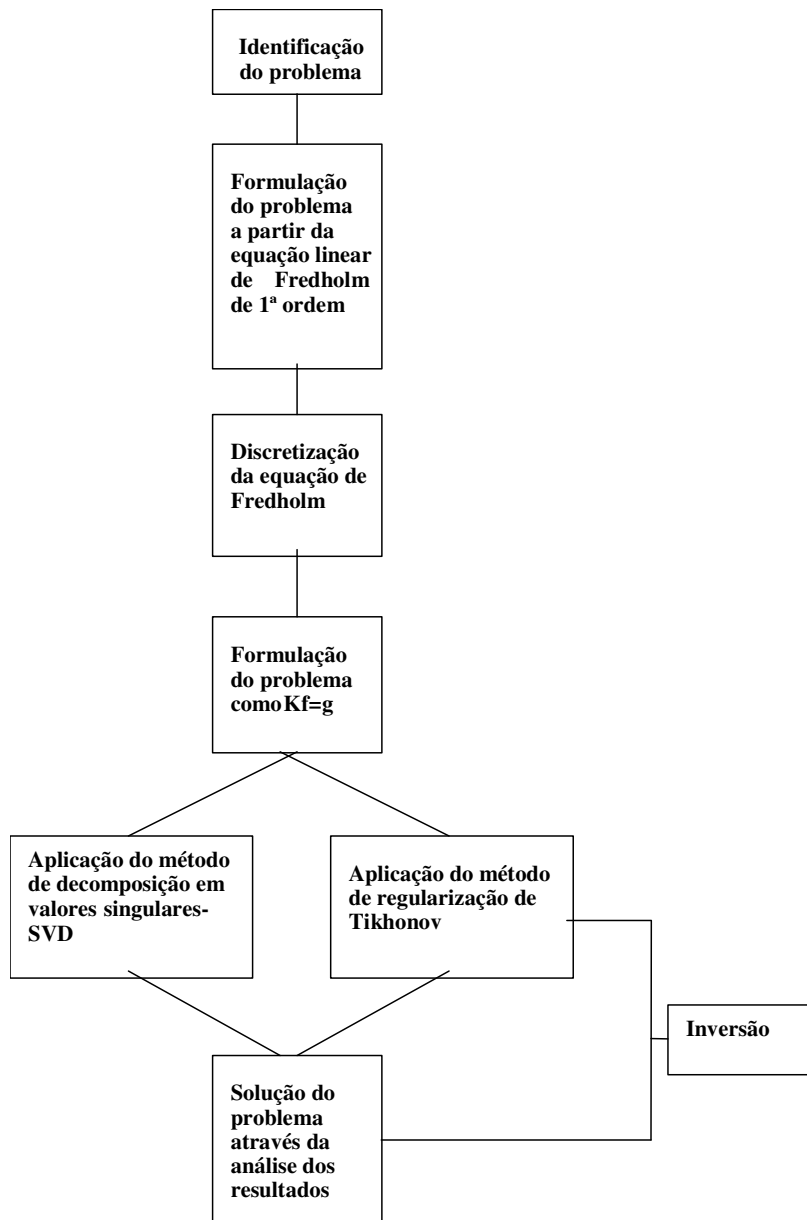 Identificação
do problema
Formulação
do problema
a partir da
equação linear
de Fredholm
de 1ª ordem
Discretização
da equação de
Fredholm
Formulação
do problema
como Kf=g
Aplicação do método
de decomposição em
valores singulares-
SVD
Aplicação do método
de regularização de
Tikhonov
Inversão
Solução do
problema
através da
análise dos
resultados